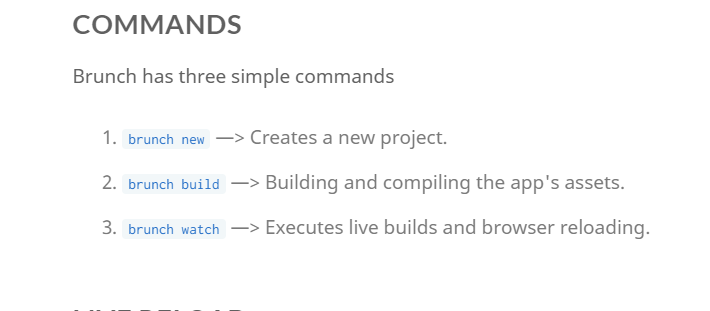 COMMANDS
Brunch has three simple commands
1. brunch new —> Creates a new project.
2. brunch build —> Building and compiling the app's assets.
3. brunch watch —> Executes live builds and browser reloading.